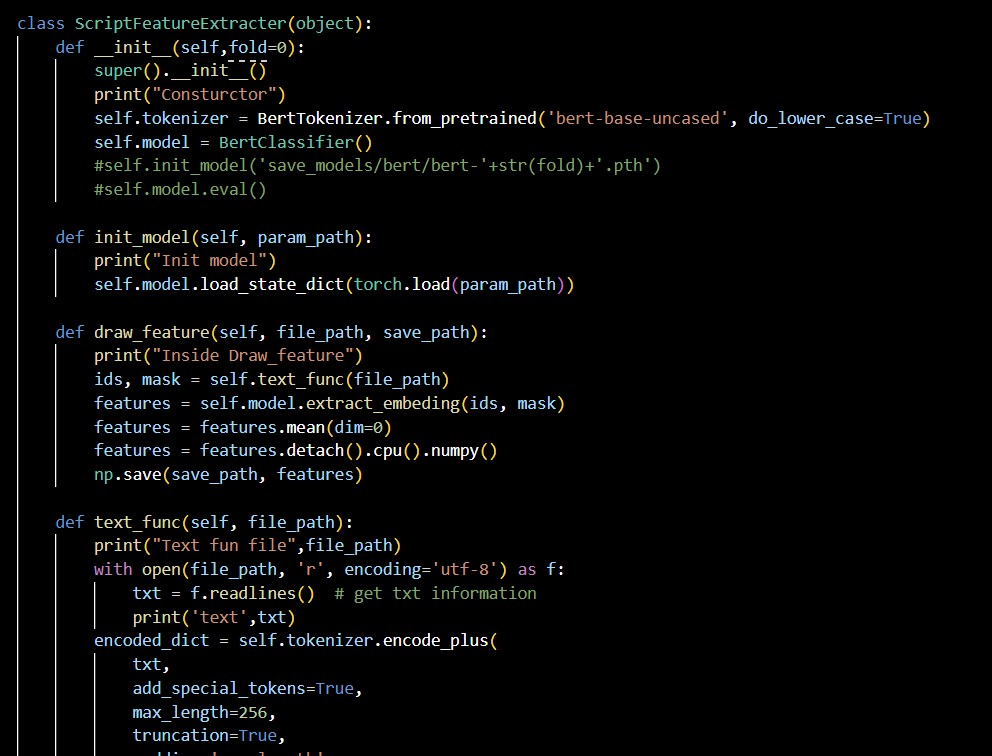 class ScriptFeatureExtracter(object):
    def __init__(self,fold=0):
        super().__init__()
        print("Consturctor")
        self.tokenizer = BertTokenizer.from_pretrained('bert-base-uncased', do_lower_case=True)
        self.model = BertClassifier()
        #self.init_model('save_models/bert/bert-'+str(fold)+'.pth')
        #self.model.eval()
    def init_model(self, param_path):
        print("Init model")
        self.model.load_state_dict(torch.load(param_path))
    def draw_feature(self, file_path, save_path):
        print("Inside Draw_feature")
        ids, mask = self.text_func(file_path)
        features = self.model.extract_embeding(ids, mask)
        features = features.mean(dim=0)
        features = features.detach().cpu().numpy()
        np.save(save_path, features)
    def text_func(self, file_path):
        print("Text fun file",file_path)
        with open(file_path, 'r', encoding='utf-8') as f:
            txt = f.readlines()  # get txt information
            print('text',txt)
        encoded_dict = self.tokenizer.encode_plus(
            txt,
            add_special_tokens=True,
            max_length=256,
            truncation=True,